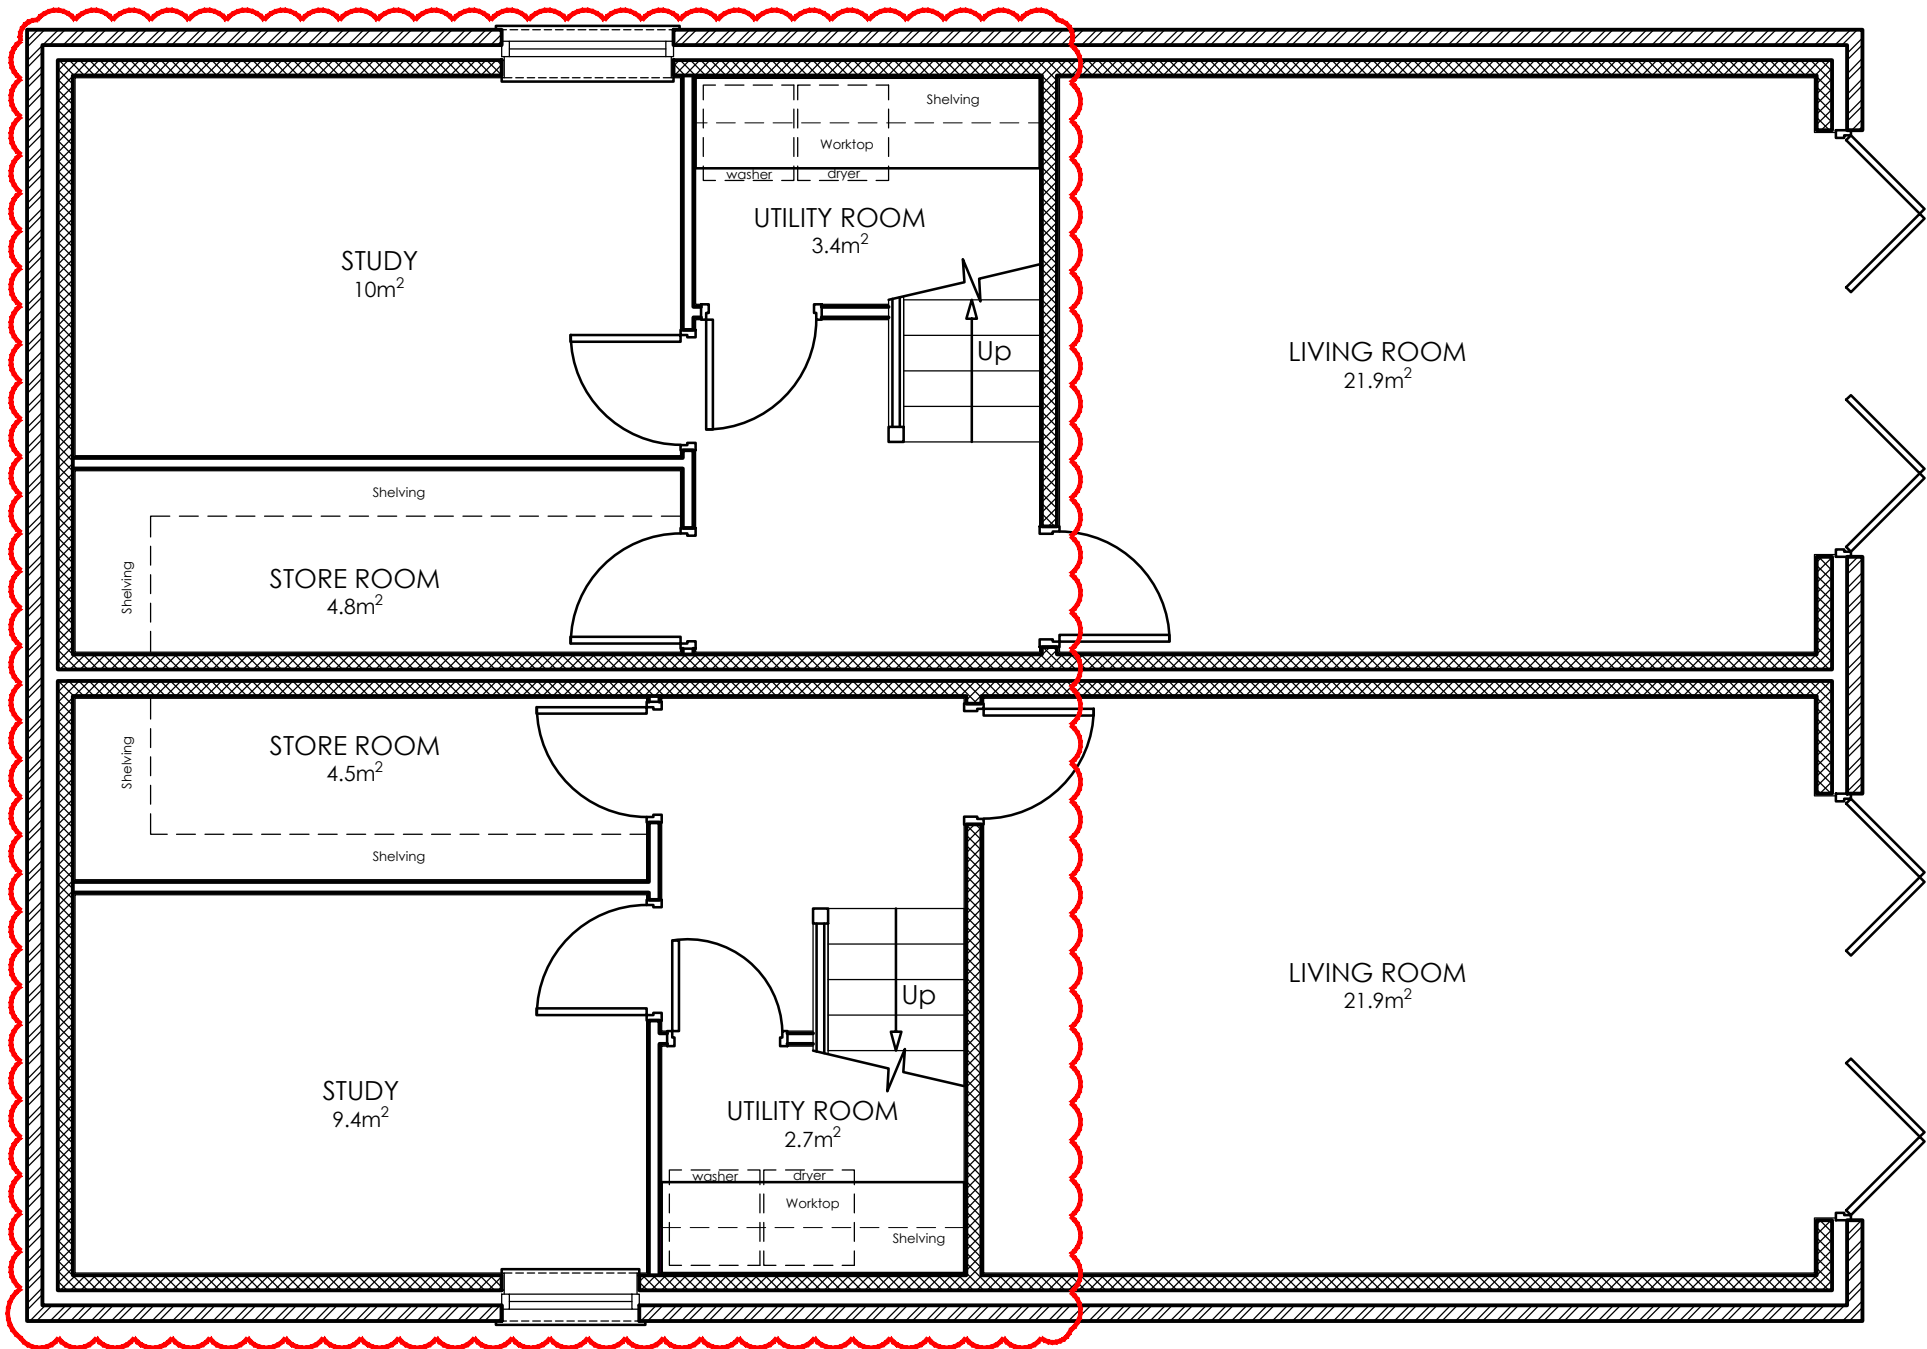 Shelving
Worktop
washer
dryer
UTILITY ROOM
3.4m²
STUDY
10m²
Up
LIVING ROOM
21.9m²
Shelving
Shelving
STORE ROOM
4.8m²
STORE ROOM
4.5m²
Shelving
Shelving
LIVING ROOM
21.9m²
Up
STUDY
9.4m²
UTILITY ROOM
2.7m²
washer
dryer
Worktop
Shelving